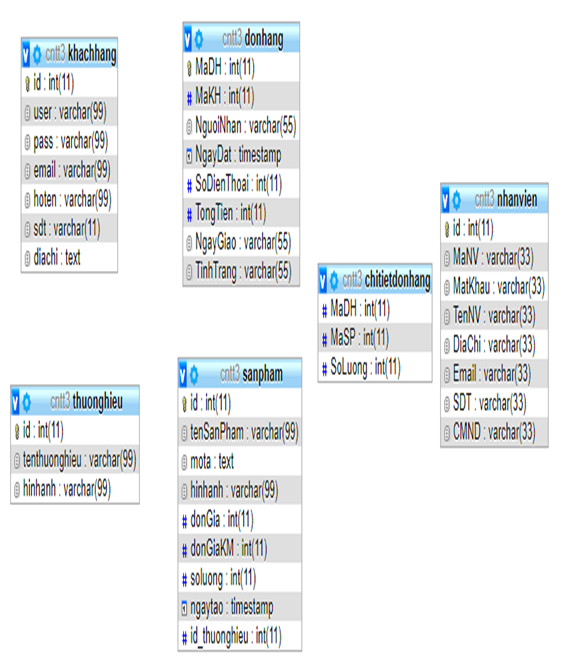 cntt3 khachhang
id : int(11)
user : varchar(99)
pass : varchar(99)
email : varchar(99)
hoten : varchar(99)
sdt : varchar(11)
diachi : text
cntt3 donhang
MaDH : int(11)
MaKH : int(11)
NguoiNhan : varchar(55)
NgayDat : timestamp
SoDienThoai : int(11)
TongTien : int(11)
NgayGiao : varchar(55)
TinhTrang : varchar(55)
cntt3 chitietdonhang
MaDH : int(11)
MaSP : int(11)
SoLuong : int(11)
cntt3 nhanvien
id : int(11)
MaNV : varchar(33)
MatKhau : varchar(33)
TenNV : varchar(33)
DiaChi : varchar(33)
Email : varchar(33)
SDT : varchar(33)
CMND : varchar(33)
cntt3 thuonghieu
id : int(11)
tenthuonghieu : varchar(99)
hinhanh : varchar(99)
cntt3 sanpham
id : int(11)
tenSanPham : varchar(99)
mota : text
hinhanh : varchar(99)
donGia : int(11)
donGiaKM : int(11)
soluong : int(11)
ngaytao : timestamp
id_thuonghieu : int(11)